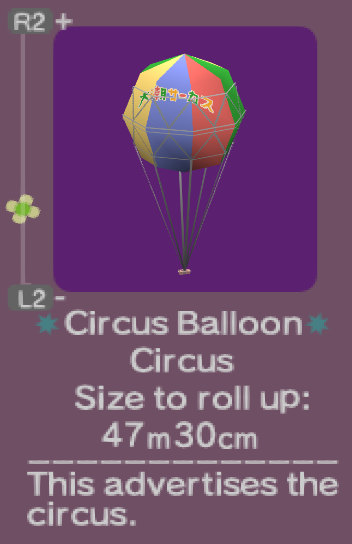 R2 +
大朝サーカス
L2 -
Circus Balloon
Circus
Size to roll up:
47m30cm
This advertises the
circus.